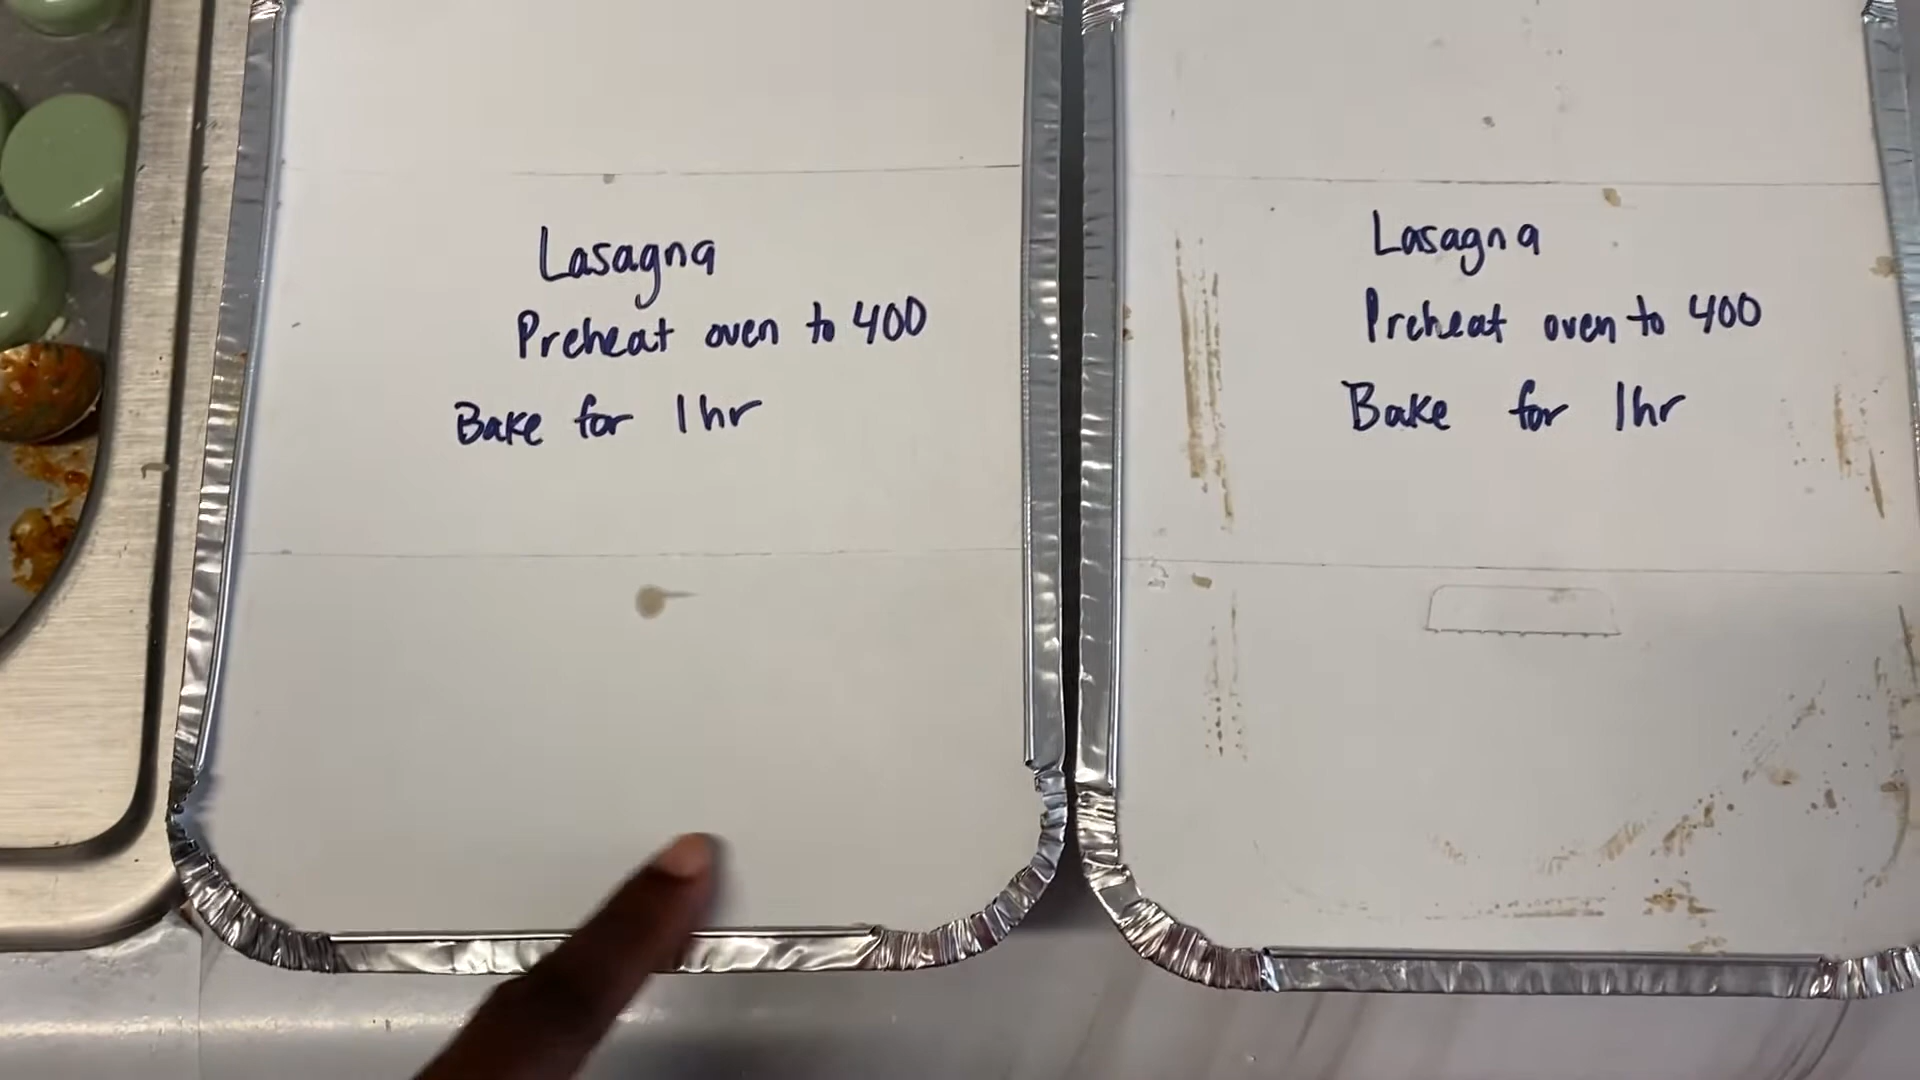 Lasagna
Preheat oven to 400
Bake for 1hr
Lasagna
Preheat oven to 400
Bake for 1hr